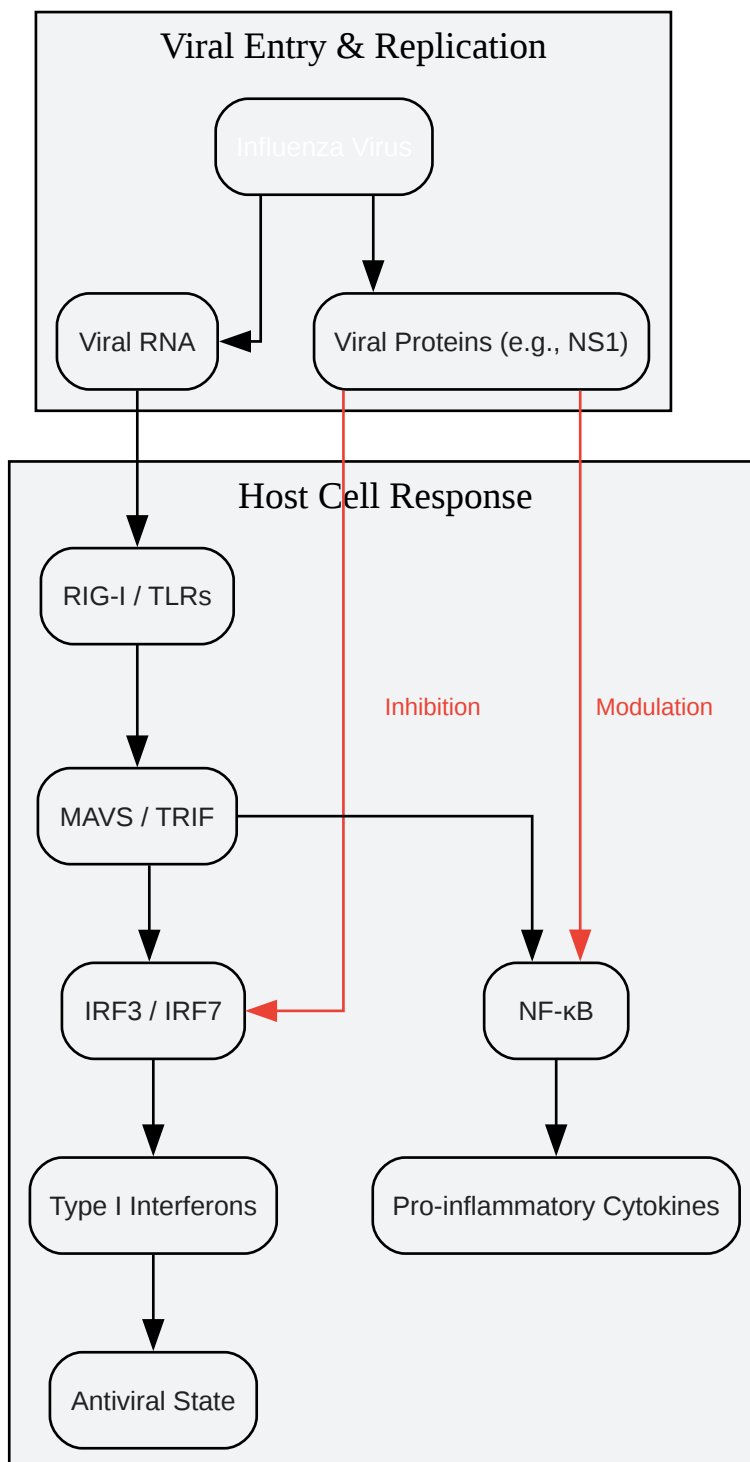 Viral Entry & Replication
Influenza Virus
Viral RNA
Viral Proteins (e.g., NS1)
Host Cell Response
RIG-I / TLRs
Inhibition
Modulation
MAVS / TRIF
IRF3 / IRF7
NF-κB
Type I Interferons
Pro-inflammatory Cytokines
Antiviral State